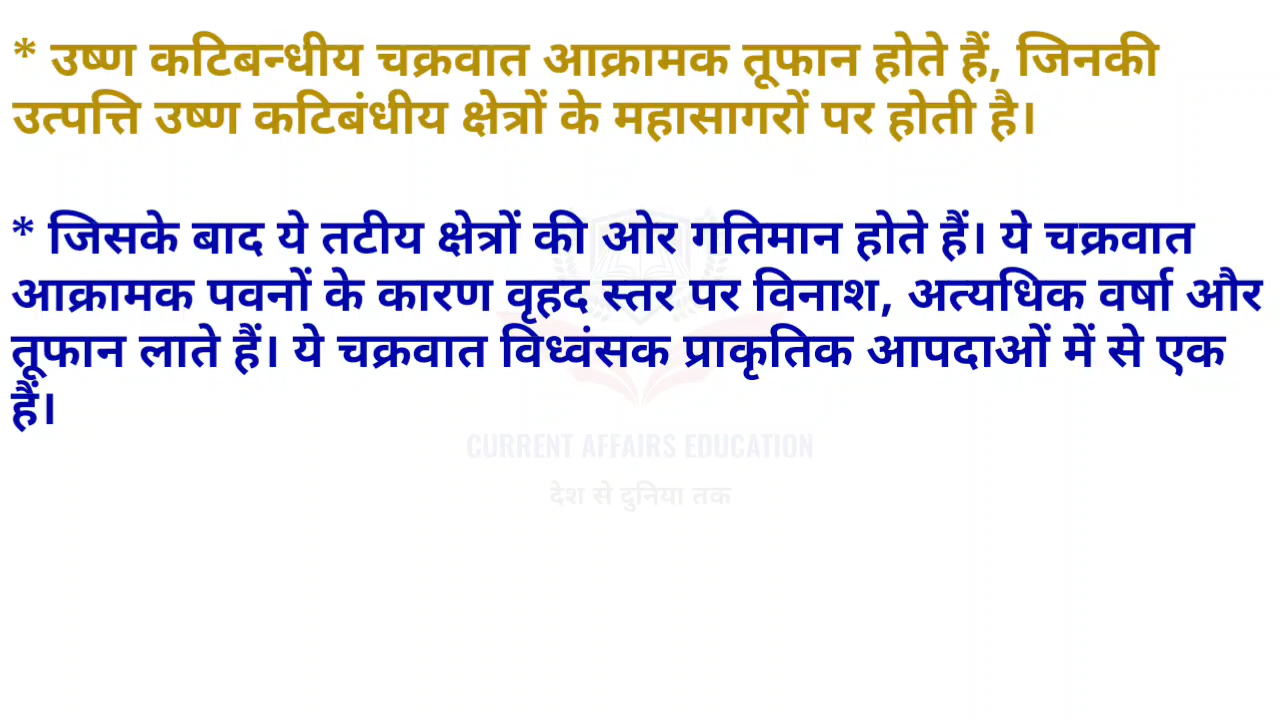 * उष्ण कटिबन्धीय चक्रवात आक्रामक तूफान होते हैं, जिनकी
उत्पत्ति उष्ण कटिबंधीय क्षेत्रों के महासागरों पर होती है।
* जिसके बाद ये तटीय क्षेत्रों की ओर गतिमान होते हैं। ये चक्रवात
आक्रामक पवनों के कारण वृहद स्तर पर विनाश, अत्यधिक वर्षा और
तूफान लाते हैं। ये चक्रवात विध्वंसक प्राकृतिक आपदाओं में से एक
हैं।
CURRENT AFFAIRS EDUCATION
देश से दुनिया तक